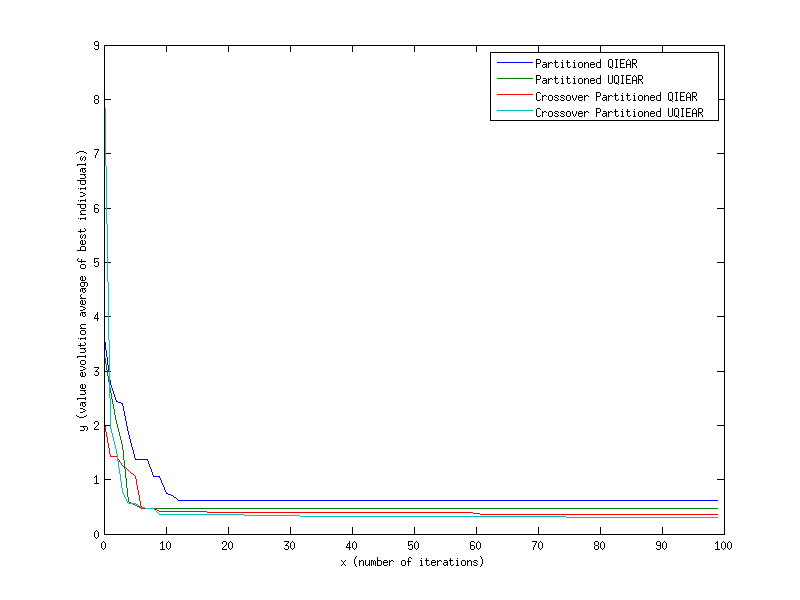 9
8
7
6
5
4
3
2
1
0
y (value evolution average of best individuals)
Partitioned QIEAR
Partitioned UQIEAR
Crossover Partitioned QIEAR
Crossover Partitioned UQIEAR
0 10 20 30 40 50 60 70 80 90 100
x (number of iterations)